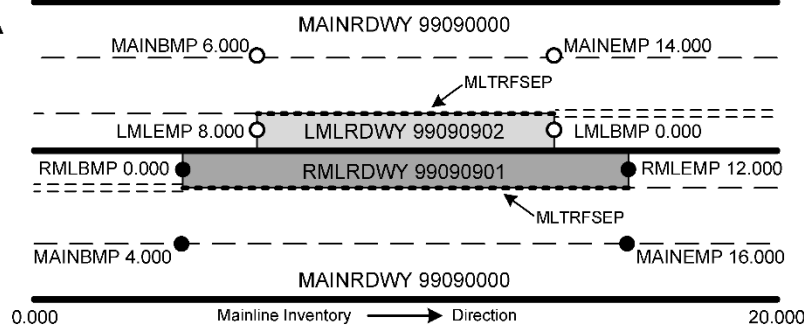 MAINRDWY 99090000
MAINBMP 6.000 MAINEMP 14.000
MLTRFSEP
LMLEMP 8.000 LMLRDWY 99090902 LMLBMP 0.000
RMLBMP 0.000 RMLRDWY 99090901 RMLEMP 12.000
MLTRFSEP
MAINBMP 4.000 MAINEMP 16.000
MAINRDWY 99090000
0.000 Mainline Inventory Direction 20.000